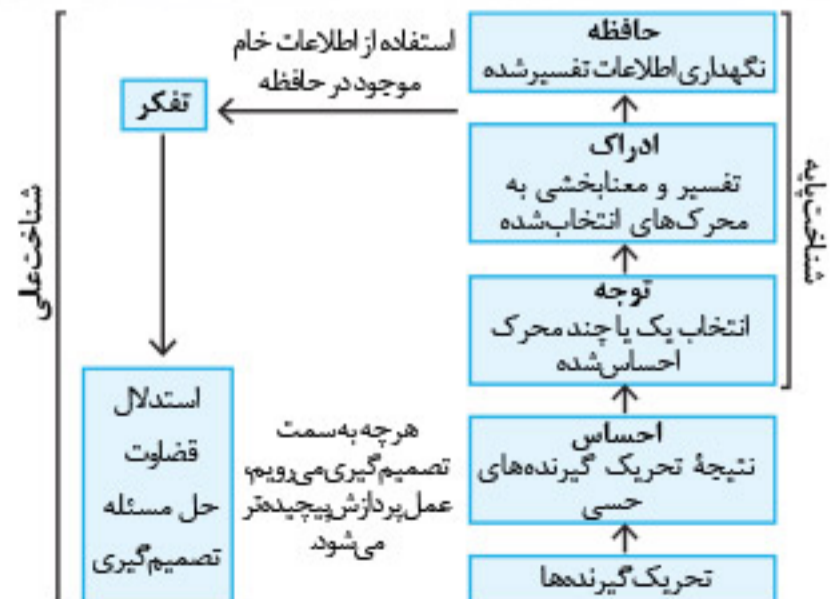 حافظه
نگهداری اطلاعات تفسیرشده
استفاده از اطلاعات خام
موجود در حافظه
تفکر
ادراک
تفسیر و معنابخشی به
محرک‌های انتخاب‌شده
شناخت‌پایه
توجه
انتخاب یک یا چند محرک
احساس‌شده
شناخت‌عالی
احساس
نتیجهٔ تحریک گیرنده‌های
حسی
تحریک‌گیرنده‌ها
هرچه به‌سمت
تصمیم‌گیری می‌رویم،
عمل‌پردازش‌پیچیده‌تر
می‌شود.
استدلال
قضاوت
حل مسئله
تصمیم‌گیری